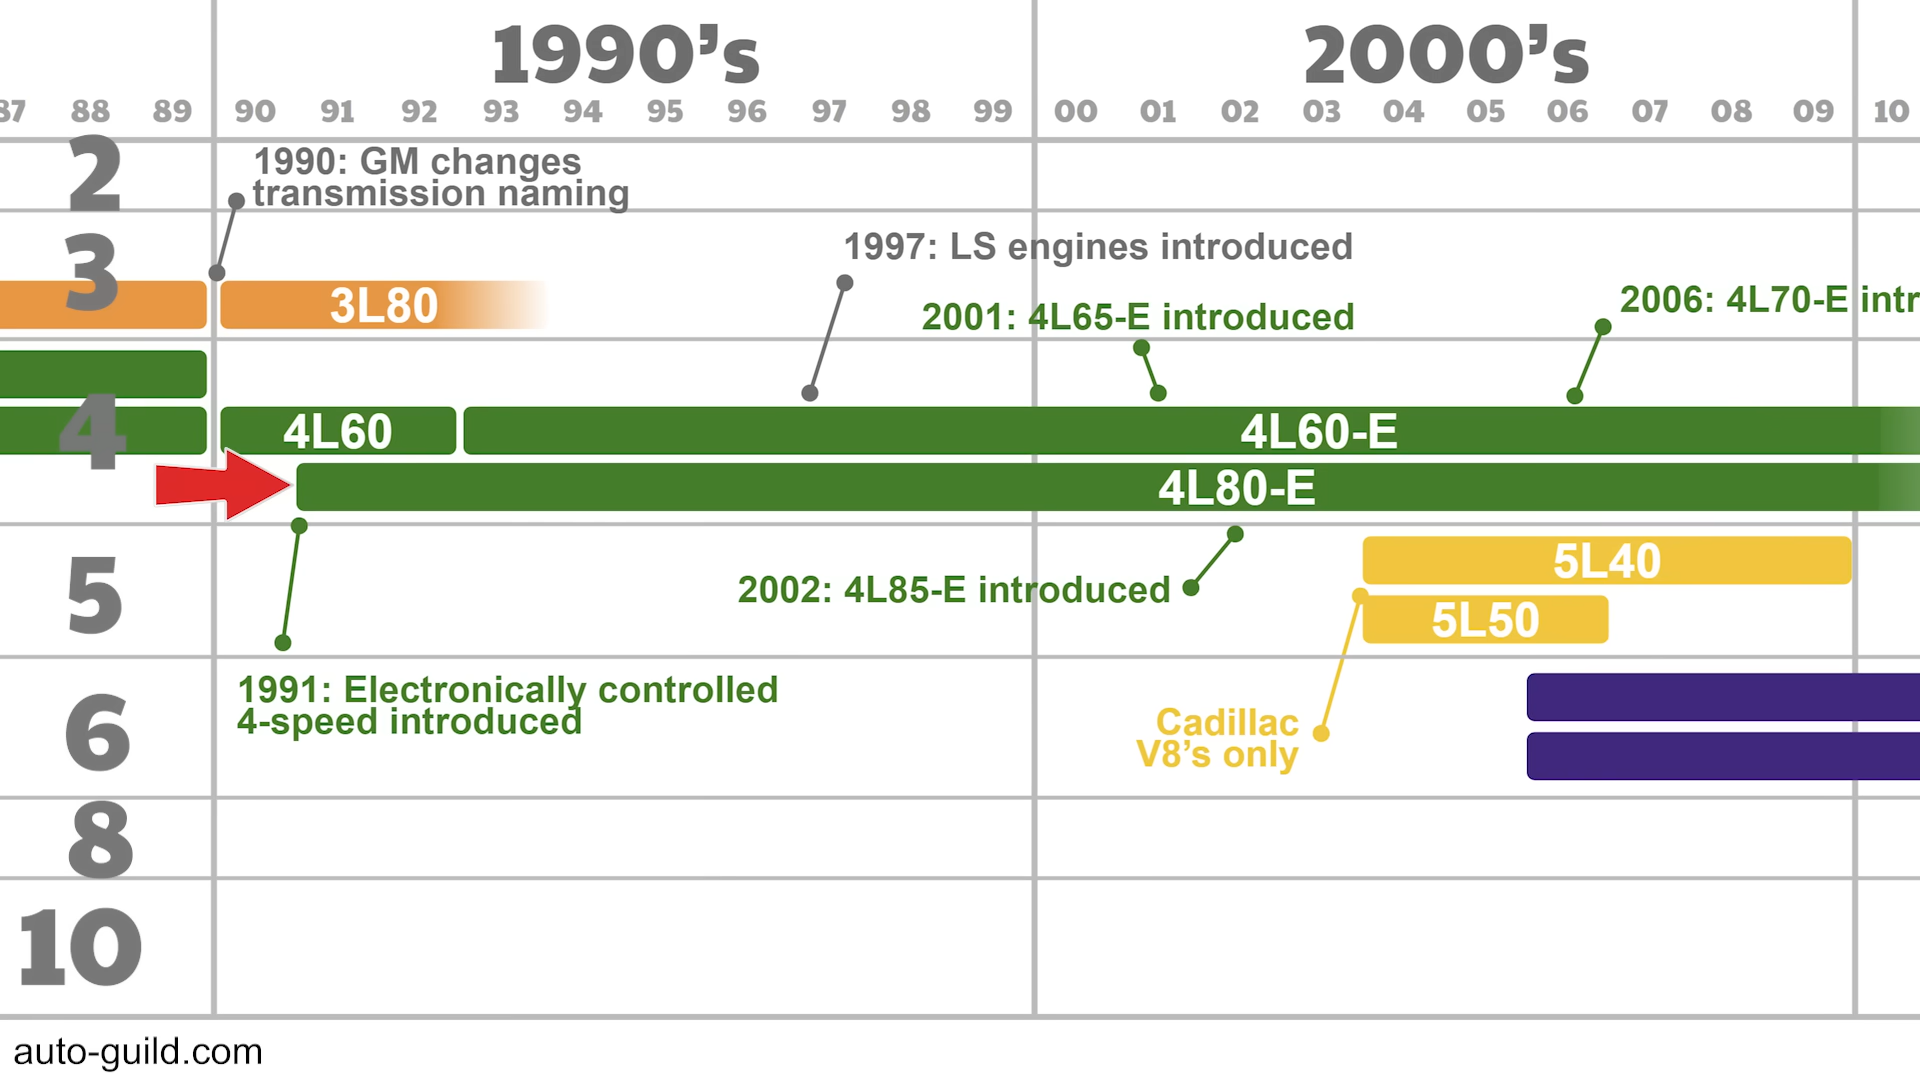 1990's
2000's
87 88 89 90 91 92 93 94 95 96 97 98 99 00 01 02 03 04 05 06 07 08 09 10
2
1990: GM changes
transmission naming
3
1997: LS engines introduced
3L80
2001: 4L65-E introduced
2006: 4L70-E intr
4
4L60
4L60-E
4L80-E
5
5L40
2002: 4L85-E introduced
5L50
6
1991: Electronically controlled
4-speed introduced
Cadillac
V8's only
8
10
auto-guild.com